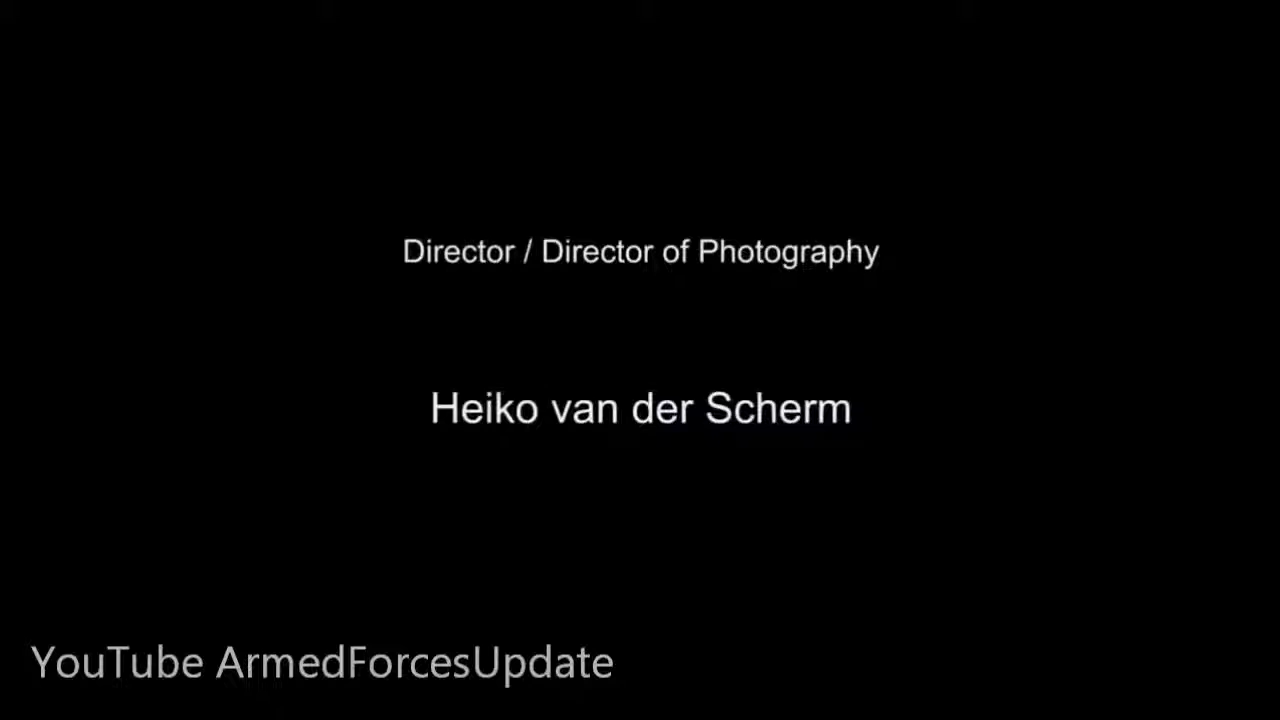 Director / Director of Photography
Heiko van der Scherm
YouTube ArmedForcesUpdate